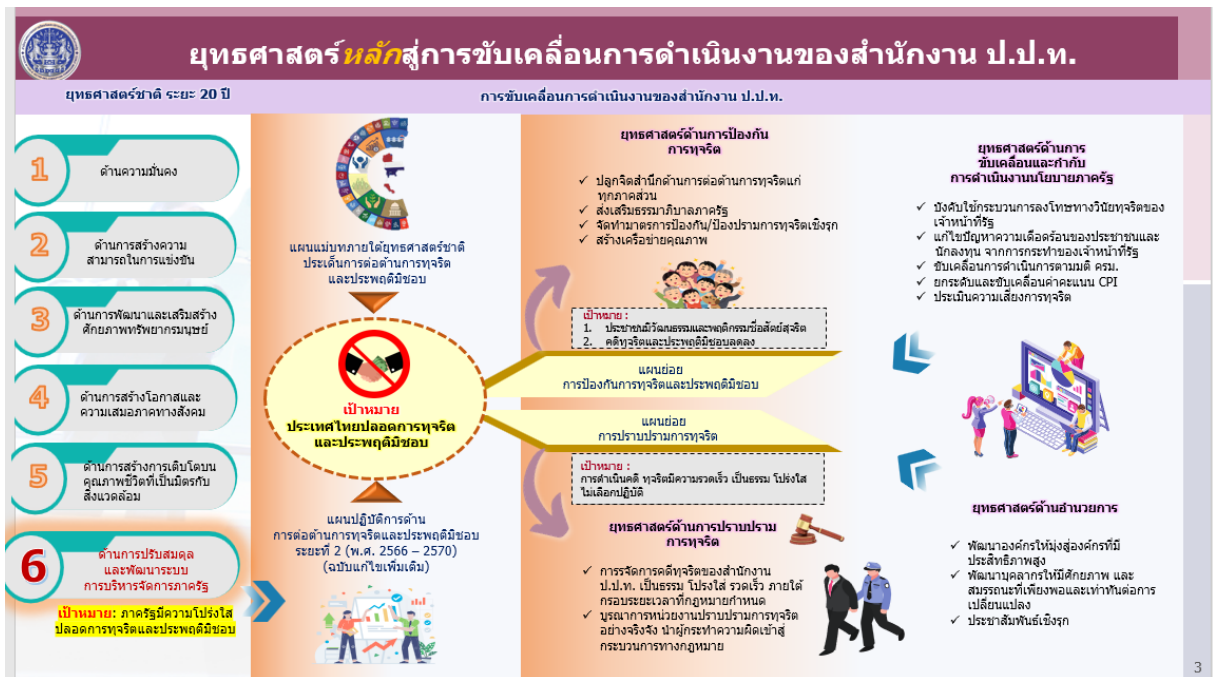 ยุทธศาสตร์หลักสู่การขับเคลื่อนการดำเนินงานของสำนักงาน ป.ป.ท.
ยุทธศาสตร์ชาติ ระยะ 20 ปี
การขับเคลื่อนการดำเนินงานของสำนักงาน ป.ป.ท.
1
ด้านความมั่นคง
2
ด้านการสร้างความ
สามารถในการแข่งขัน
3
ด้านการพัฒนาและเสริมสร้าง
ศักยภาพทรัพยากรมนุษย์
4
ด้านการสร้างโอกาสและ
ความเสมอภาคทางสังคม
5
ด้านการสร้างการเติบโตบน
คุณภาพชีวิตที่เป็นมิตรกับ
สิ่งแวดล้อม
6
ด้านการปรับสมดุล
และพัฒนาระบบ
การบริหารจัดการภาครัฐ
เป้าหมาย: ภาครัฐมีความโปร่งใส
ปลอดการทุจริตและประพฤติมิชอบ
แผนแม่บทภายใต้ยุทธศาสตร์ชาติ
ประเด็นการต่อต้านการทุจริต
และประพฤติมิชอบ
เป้าหมาย
ประเทศไทยปลอดการทุจริต
และประพฤติมิชอบ
แผนปฏิบัติการด้าน
การต่อต้านการทุจริตและประพฤติมิชอบ
ระยะที่ 2 (พ.ศ. 2566 – 2570)
(ฉบับแก้ไขเพิ่มเติม)
ยุทธศาสตร์ด้านการป้องกัน
การทุจริต
✓ ปลูกจิตสำนึกด้านการต่อต้านการทุจริตแก่
ทุกภาคส่วน
✓ ส่งเสริมธรรมาภิบาลภาครัฐ
✓ จัดทำมาตรการป้องกัน/ป้องปรามการทุจริตเชิงรุก
✓ สร้างเครือข่ายคุณภาพ
เป้าหมาย :
1. ประชาชนมีวัฒนธรรมและพฤติกรรมซื่อสัตย์สุจริต
2. คดีทุจริตและประพฤติมิชอบลดลง
แผนย่อย
การป้องกันการทุจริตและประพฤติมิชอบ
แผนย่อย
การปราบปรามการทุจริต
เป้าหมาย :
การดำเนินคดี ทุจริตมีความรวดเร็ว เป็นธรรม โปร่งใส
ไม่เลือกปฏิบัติ
ยุทธศาสตร์ด้านการปราบปราม
การทุจริต
✓ การจัดการคดีทุจริตของสำนักงาน
ป.ป.ท. เป็นธรรม โปร่งใส่ รวดเร็ว ภายใต้
กรอบระยะเวลาที่กฎหมายกำหนด
✓ บูรณาการหน่วยงานปราบปรามการทุจริต
อย่างจริงจัง นำผู้กระทำความผิดเข้าสู่
กระบวนการทางกฎหมาย
ยุทธศาสตร์ด้านการ
ขับเคลื่อนและกำกับ
การดำเนินงานนโยบายภาครัฐ
✓ บังคับใช้กระบวนการลงโทษทางวินัยทุจริตของ
เจ้าหน้าที่รัฐ
✓ แก้ไขปัญหาความเดือดร้อนของประชาชนและ
นักลงทุน จากการกระทำของเจ้าหน้าที่รัฐ
✓ ขับเคลื่อนการดำเนินการตามมติ ครม.
✓ ยกระดับและขับเคลื่อนค่าคะแนน CPI
✓ ประเมินความเสี่ยงการทุจริต
ยุทธศาสตร์ด้านอำนวยการ
✓ พัฒนาองค์กรให้มุ่งสู่องค์กรที่มี
ประสิทธิภาพสูง
✓ พัฒนาบุคลากรให้มีศักยภาพ และ
สมรรถนะที่เพียงพอและเท่าทันต่อการ
เปลี่ยนแปลง
✓ ประชาสัมพันธ์เชิงรุก
3